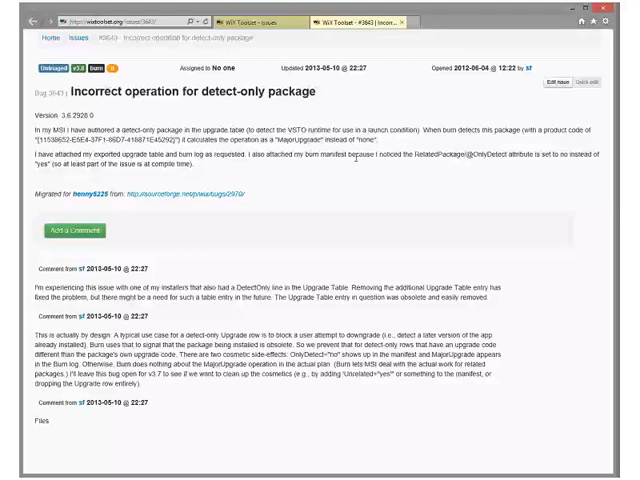 http://wixtoolset.org/issues/3643/
WiX Toolset - Issues
WiX Toolset - #3643 | Incorr...
Home Issues #3643 - Incorrect operation for detect-only package
Untriaged v3.8 burn 0
Assigned to No one
Updated 2013-05-10 @ 22:27
Opened 2012-06-04 @ 12:22 by sf
Edit issue Quick edit
Bug 3643 | Incorrect operation for detect-only package
Version 3.6.2928.0
In my MSI I have authored a detect-only package in the upgrade table (to detect the VSTO runtime for use in a launch condition). When burn detects this package (with a product code of
"{11538652-E5E4-37F1-86D7-418871E45292}") it calculates the operation as a "MajorUpgrade" instead of "none".
I have attached my exported upgrade table and burn log as requested. I also attached my burn manifest because I noticed the RelatedPackage/@OnlyDetect attribute is set to no instead of
"yes" (so at least part of the issue is at compile time).
Migrated for henny5225 from: http://sourceforge.net/p/wix/bugs/2970/
Add a Comment
Comment from sf 2013-05-10 @ 22:27
I'm experiencing this issue with one of my installers that also had a DetectOnly line in the Upgrade Table. Removing the additional Upgrade Table entry has
fixed the problem, but there might be a need for such a table entry in the future. The Upgrade Table entry in question was obsolete and easily removed.
Comment from sf 2013-05-10 @ 22:27
This is actually by design: A typical use case for a detect-only Upgrade row is to block a user attempt to downgrade (i.e., detect a later version of the app
already installed). Burn uses that to signal that the package being installed is obsolete. So we prevent that for detect-only rows that have an upgrade code
different than the package's own upgrade code. There are two cosmetic side-effects: OnlyDetect="no" shows up in the manifest and MajorUpgrade appears
in the Burn log. Otherwise, Burn does nothing about the MajorUpgrade operation in the actual plan. (Burn lets MSI deal with the actual work for related
packages.) I'll leave this bug open for v3.7 to see if we want to clean up the cosmetics (e.g., by adding 'Unrelated="yes"' or something to the manifest, or
dropping the Upgrade row entirely).
Comment from sf 2013-05-10 @ 22:27
Files